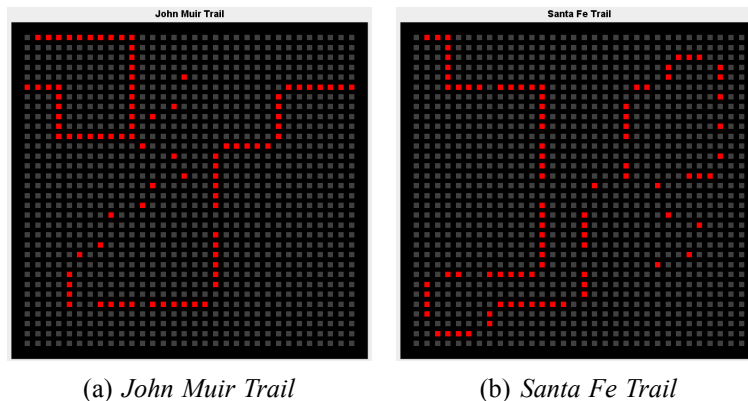 John Muir Trail
Santa Fe Trail
(a) John Muir Trail
(b) Santa Fe Trail